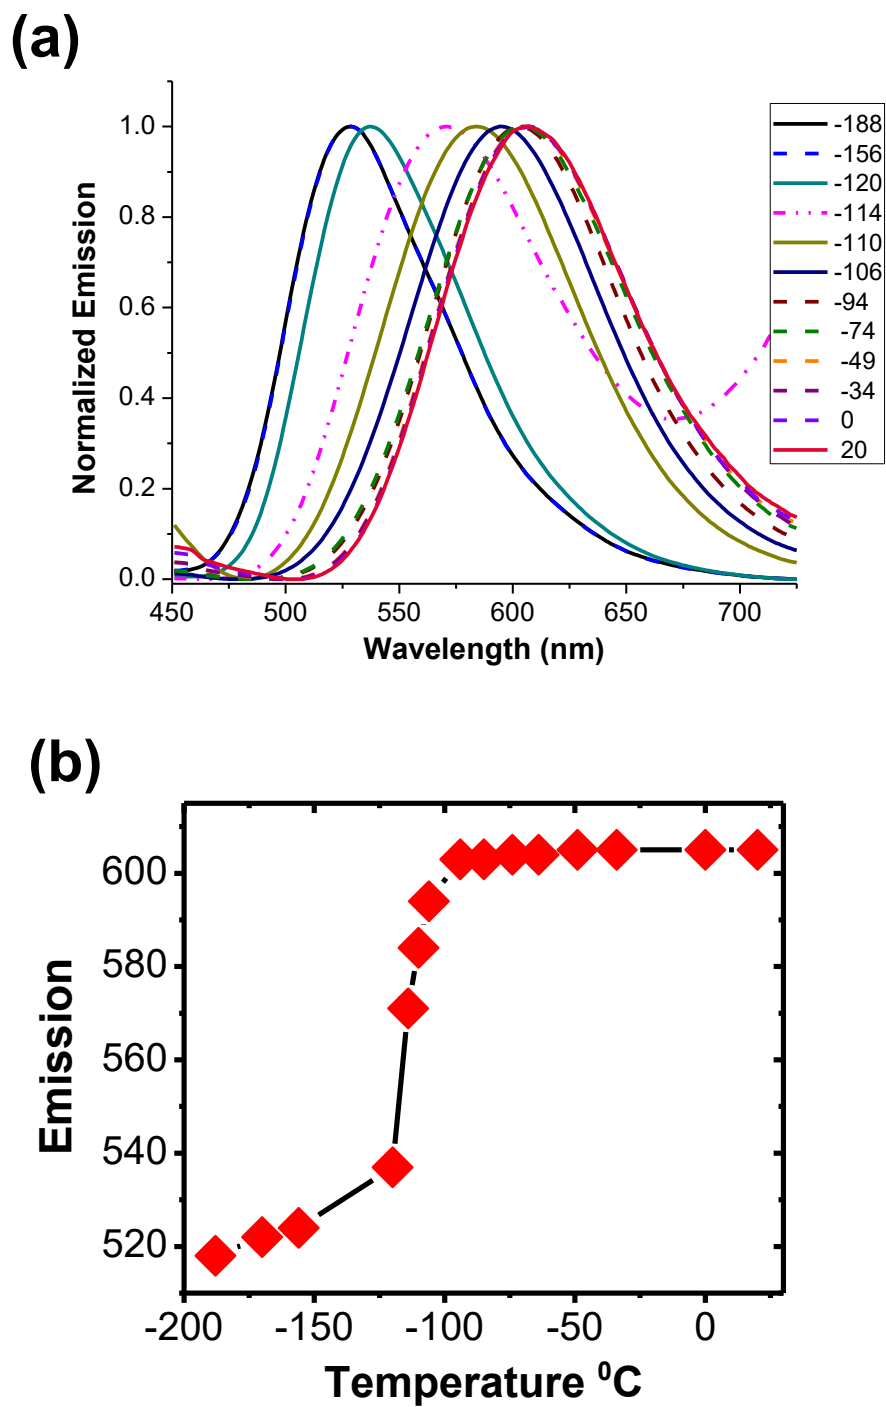 (a)
Normalized Emission
1.0
0.8
0.6
0.4
0.2
0.0
450 500 550 600 650 700
Wavelength (nm)
-188
-156
-120
-114
-110
-106
-94
-74
-49
-34
0
20
(b)
Emission
600
580
560
540
520
-200 -150 -100 -50 0
Temperature ⁰C